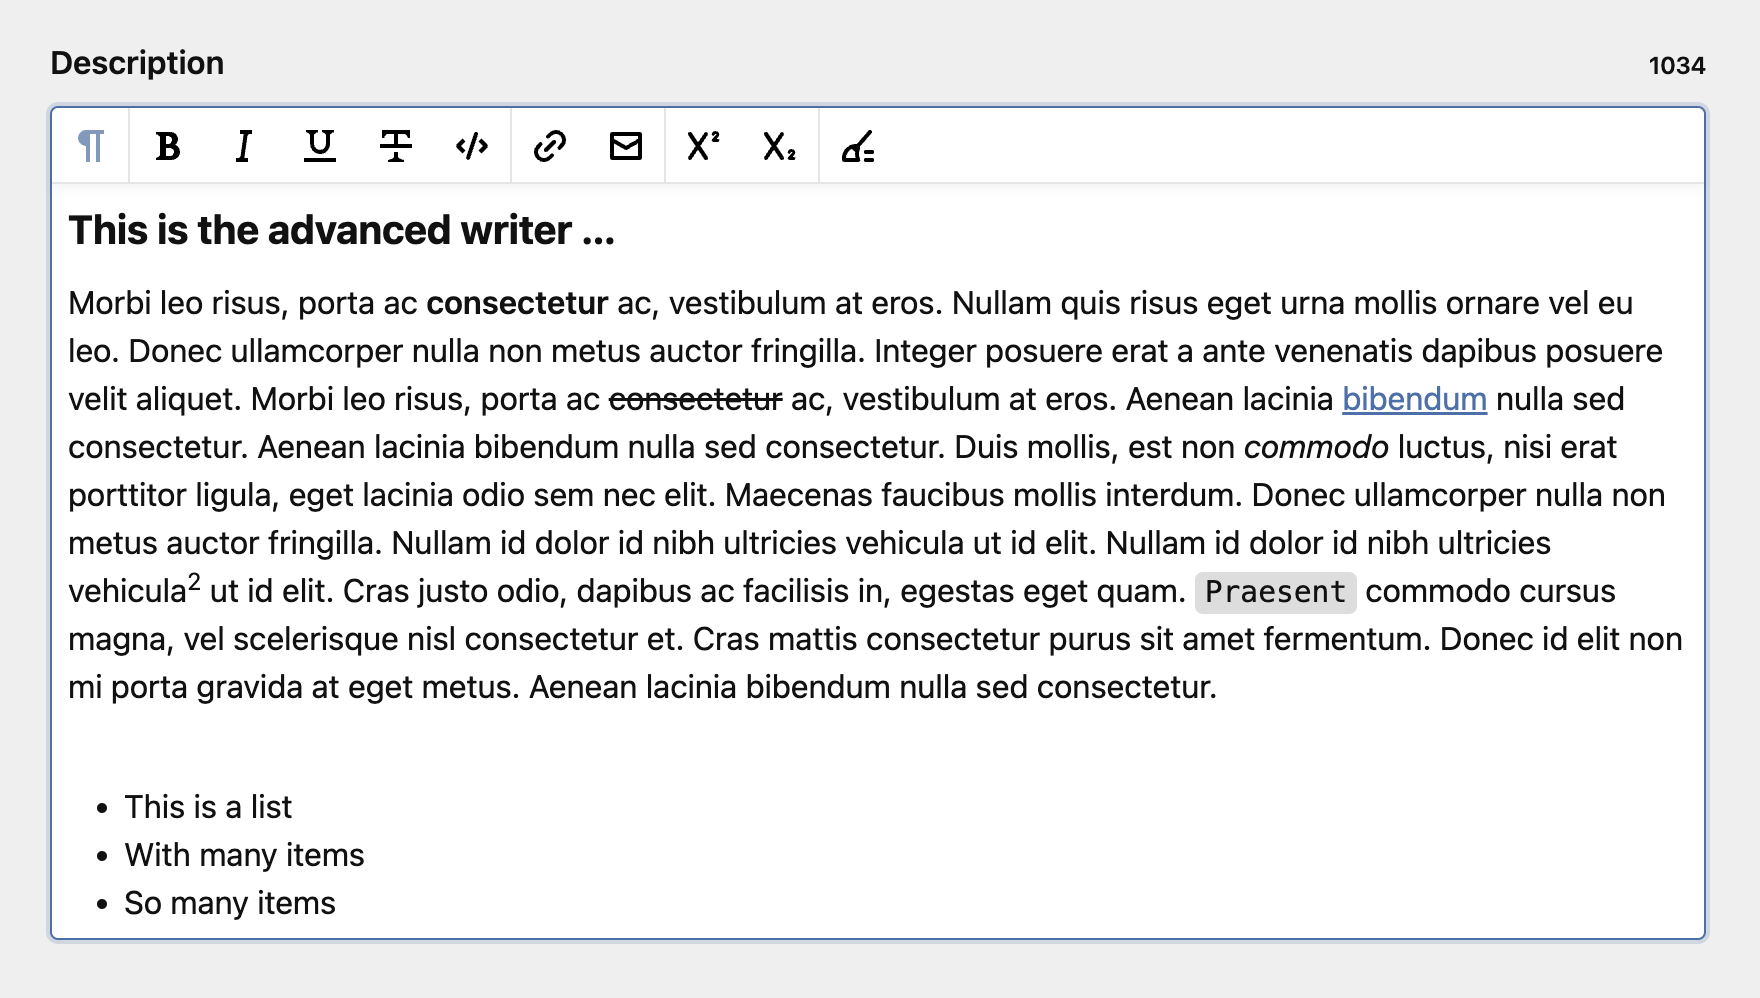 Description
1034
¶ B I U T </> X² X₂
This is the advanced writer ...
Morbi leo risus, porta ac consectetur ac, vestibulum at eros. Nullam quis risus eget urna mollis ornare vel eu
leo. Donec ullamcorper nulla non metus auctor fringilla. Integer posuere erat a ante venenatis dapibus posuere
velit aliquet. Morbi leo risus, porta ac consectetur ac, vestibulum at eros. Aenean lacinia bibendum nulla sed
consectetur. Aenean lacinia bibendum nulla sed consectetur. Duis mollis, est non commodo luctus, nisi erat
porttitor ligula, eget lacinia odio sem nec elit. Maecenas faucibus mollis interdum. Donec ullamcorper nulla non
metus auctor fringilla. Nullam id dolor id nibh ultricies vehicula ut id elit. Nullam id dolor id nibh ultricies
vehicula² ut id elit. Cras justo odio, dapibus ac facilisis in, egestas eget quam. Praesent commodo cursus
magna, vel scelerisque nisl consectetur et. Cras mattis consectetur purus sit amet fermentum. Donec id elit non
mi porta gravida at eget metus. Aenean lacinia bibendum nulla sed consectetur.
• This is a list
• With many items
• So many items